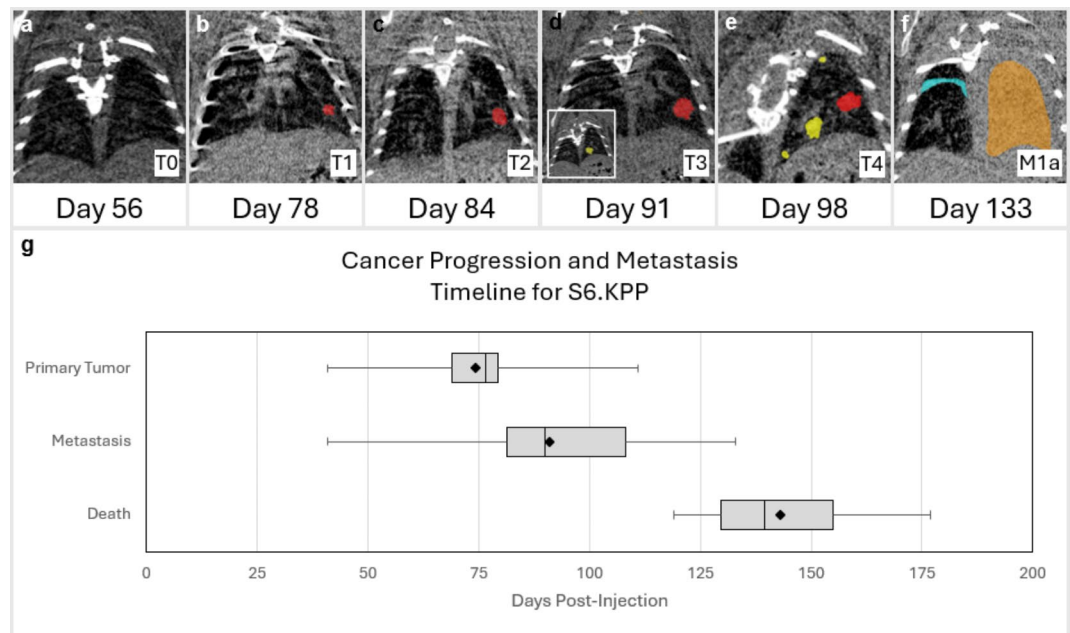 a
b
c
d
e
f
T0
T1
T2
T3
T4
M1a
Day 56
Day 78
Day 84
Day 91
Day 98
Day 133
g
Cancer Progression and Metastasis
Timeline for S6.KPP
Primary Tumor
Metastasis
Death
0 25 50 75 100 125 150 175 200
Days Post-Injection